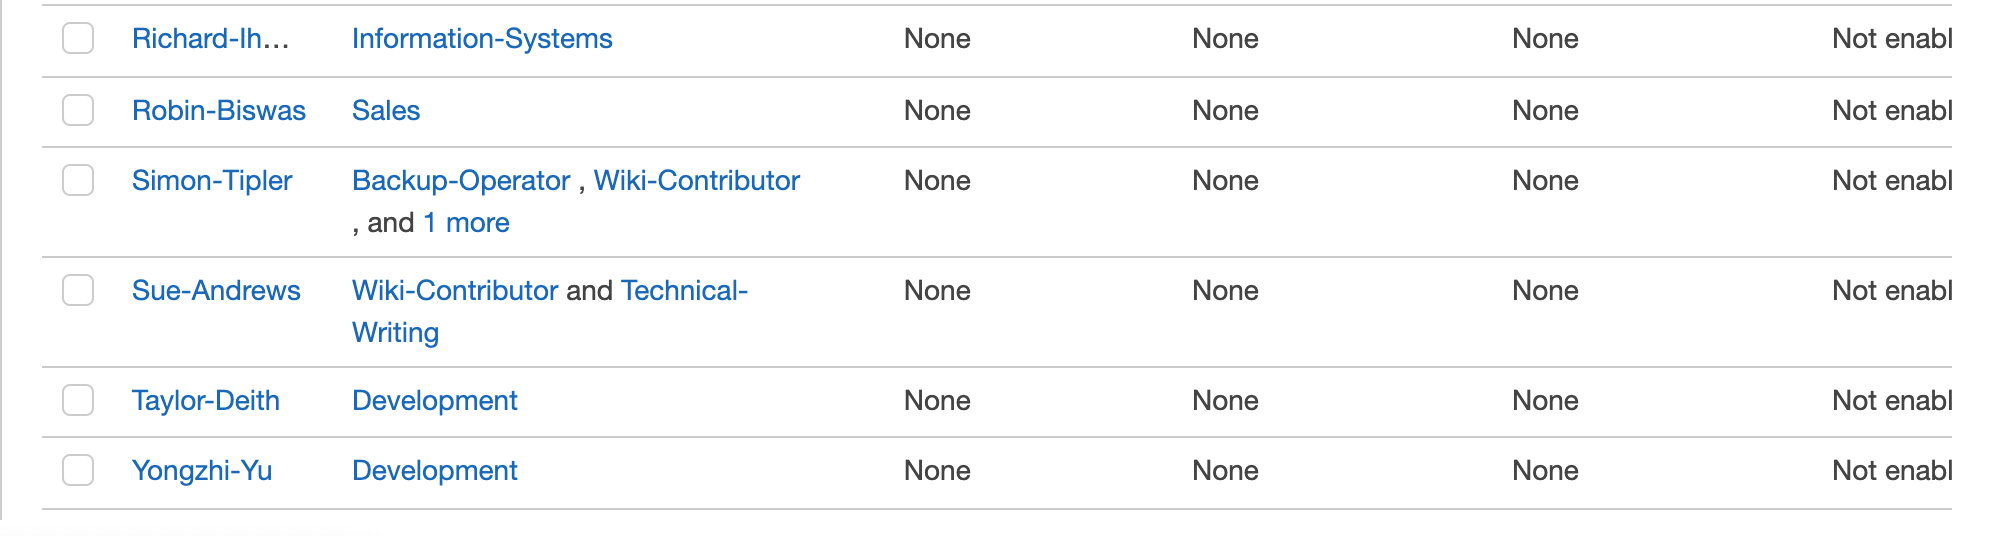 Richard-Ih... Information-Systems None None None Not enabl
Robin-Biswas Sales None None None Not enabl
Simon-Tipler Backup-Operator , Wiki-Contributor None None None Not enabl
, and 1 more
Sue-Andrews Wiki-Contributor and Technical- None None None Not enabl
Writing
Taylor-Deith Development None None None Not enabl
Yongzhi-Yu Development None None None Not enabl